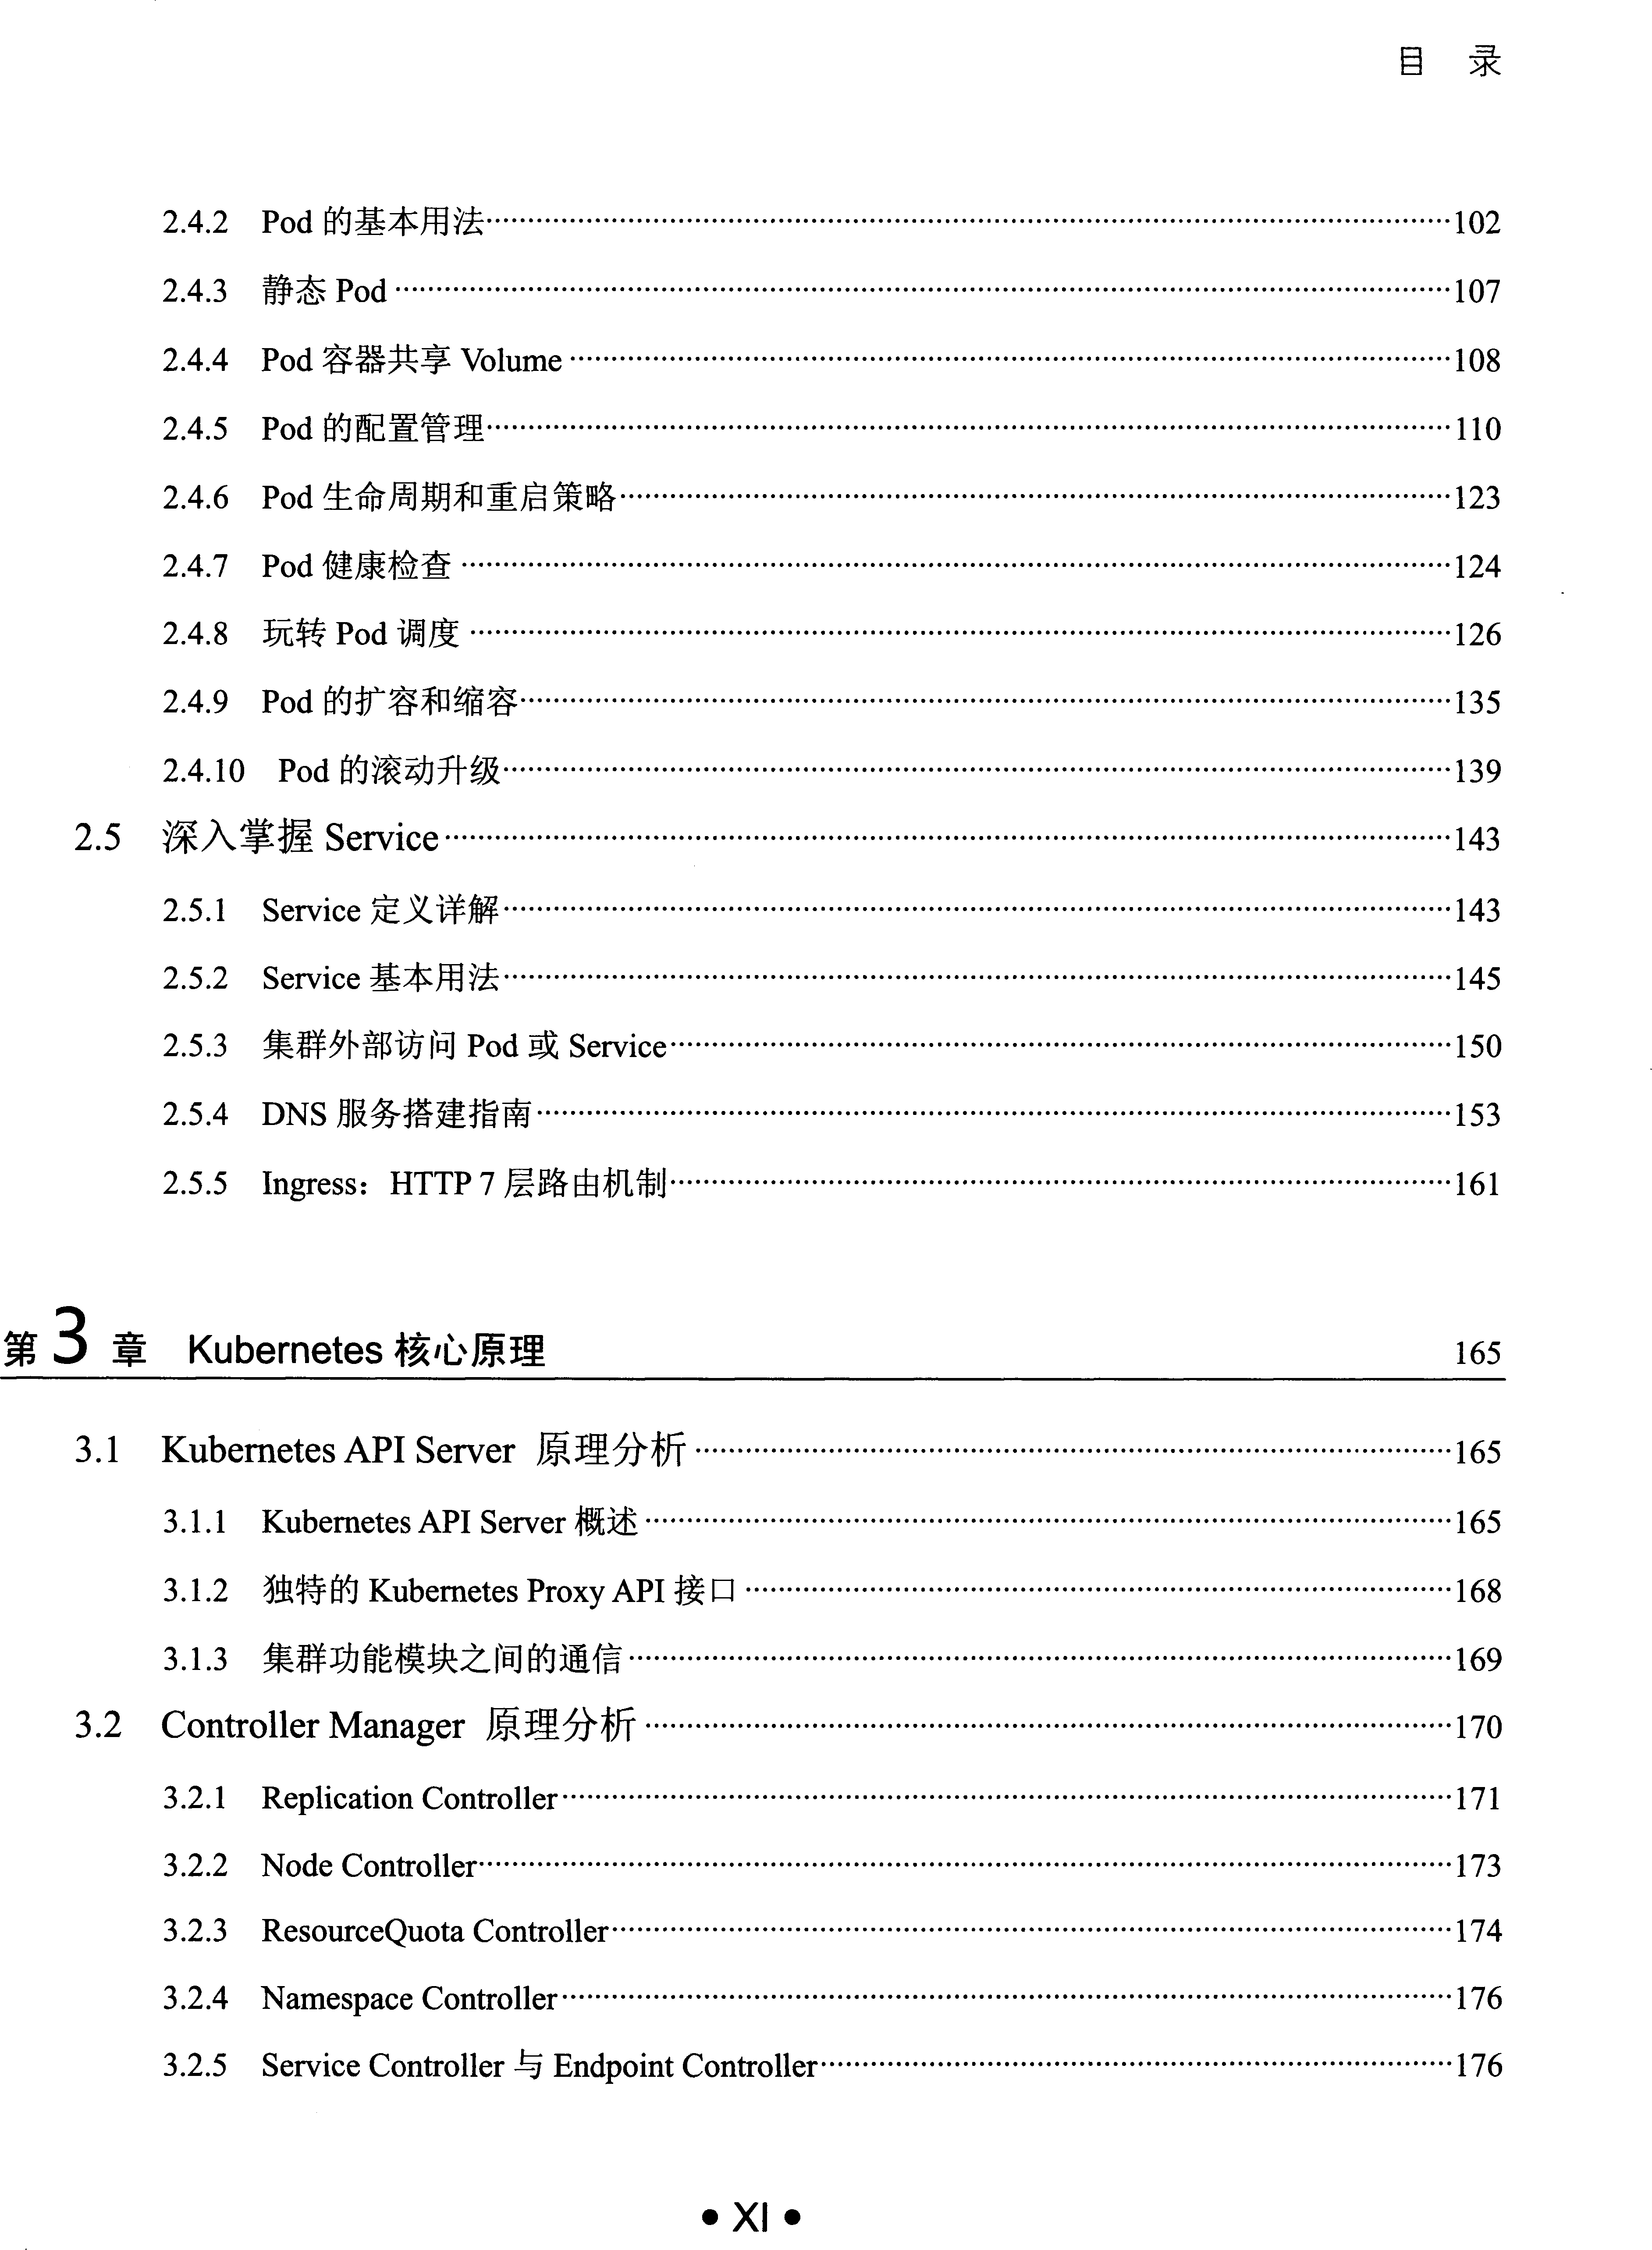 目 录
2.4.2 Pod 的基本用法 102
2.4.3 静态 Pod 107
2.4.4 Pod 容器共享 Volume 108
2.4.5 Pod 的配置管理 110
2.4.6 Pod 生命周期和重启策略 123
2.4.7 Pod 健康检查 124
2.4.8 玩转 Pod 调度 126
2.4.9 Pod 的扩容和缩容 135
2.4.10 Pod 的滚动升级 139
2.5 深入掌握 Service 143
2.5.1 Service 定义详解 143
2.5.2 Service 基本用法 145
2.5.3 集群外部访问 Pod 或 Service 150
2.5.4 DNS 服务搭建指南 153
2.5.5 Ingress：HTTP 7 层路由机制 161
第 3 章 Kubernetes 核心原理 165
3.1 Kubernetes API Server 原理分析 165
3.1.1 Kubernetes API Server 概述 165
3.1.2 独特的 Kubernetes Proxy API 接口 168
3.1.3 集群功能模块之间的通信 169
3.2 Controller Manager 原理分析 170
3.2.1 Replication Controller 171
3.2.2 Node Controller 173
3.2.3 ResourceQuota Controller 174
3.2.4 Namespace Controller 176
3.2.5 Service Controller 与 Endpoint Controller 176
• XI •